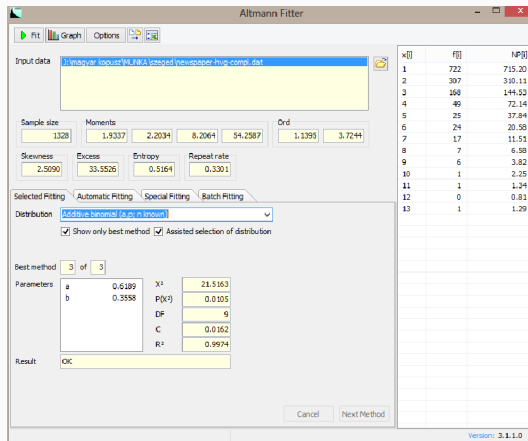 Altmann Fitter
Fit Graph Options
Input data J:\magyar kopusz\MUNKA\szeged\newspaper-hvg-compl.dat
Sample size Moments Ord
1328 1.9337 2.2034 8.2064 54.2587 1.1395 3.7244
Skewness Excess Entropy Repeat rate
2.5090 33.5526 0.5164 0.3301
Selected Fitting Automatic Fitting Special Fitting Batch Fitting
Distribution Additive binomial (a,p; n known)
Show only best method Assisted selection of distribution
Best method 3 of 3
Parameters a 0.6189 X² 21.5163
b 0.3558 P(X²) 0.0105
DF 9
C 0.0162
R² 0.9974
Result OK
Cancel Next Method
x[i] f[i] NP[i]
1 722 715.20
2 307 310.11
3 168 144.53
4 49 72.14
5 25 37.84
6 24 20.58
7 17 11.51
8 7 6.58
9 6 3.82
10 1 2.25
11 1 1.34
12 0 0.81
13 1 1.29
Version: 3.1.1.0